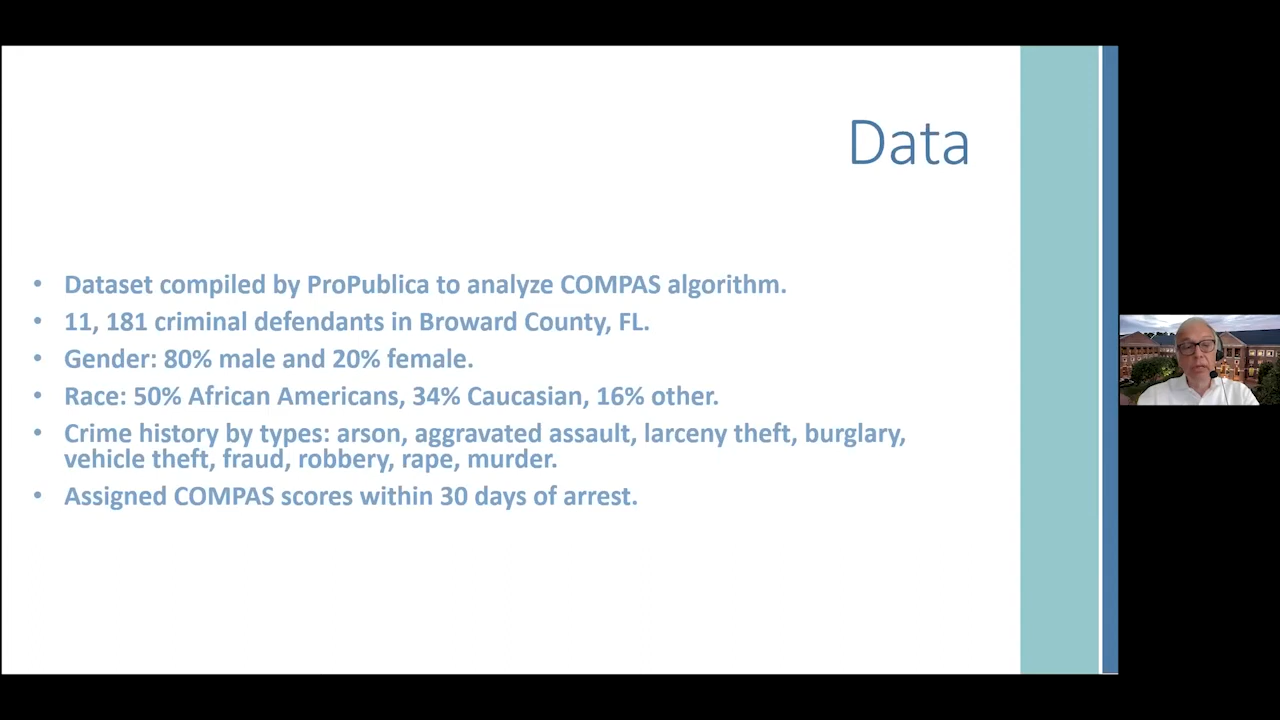 Data
• Dataset compiled by ProPublica to analyze COMPAS algorithm.
• 11, 181 criminal defendants in Broward County, FL.
• Gender: 80% male and 20% female.
• Race: 50% African Americans, 34% Caucasian, 16% other.
• Crime history by types: arson, aggravated assault, larceny theft, burglary,
vehicle theft, fraud, robbery, rape, murder.
• Assigned COMPAS scores within 30 days of arrest.